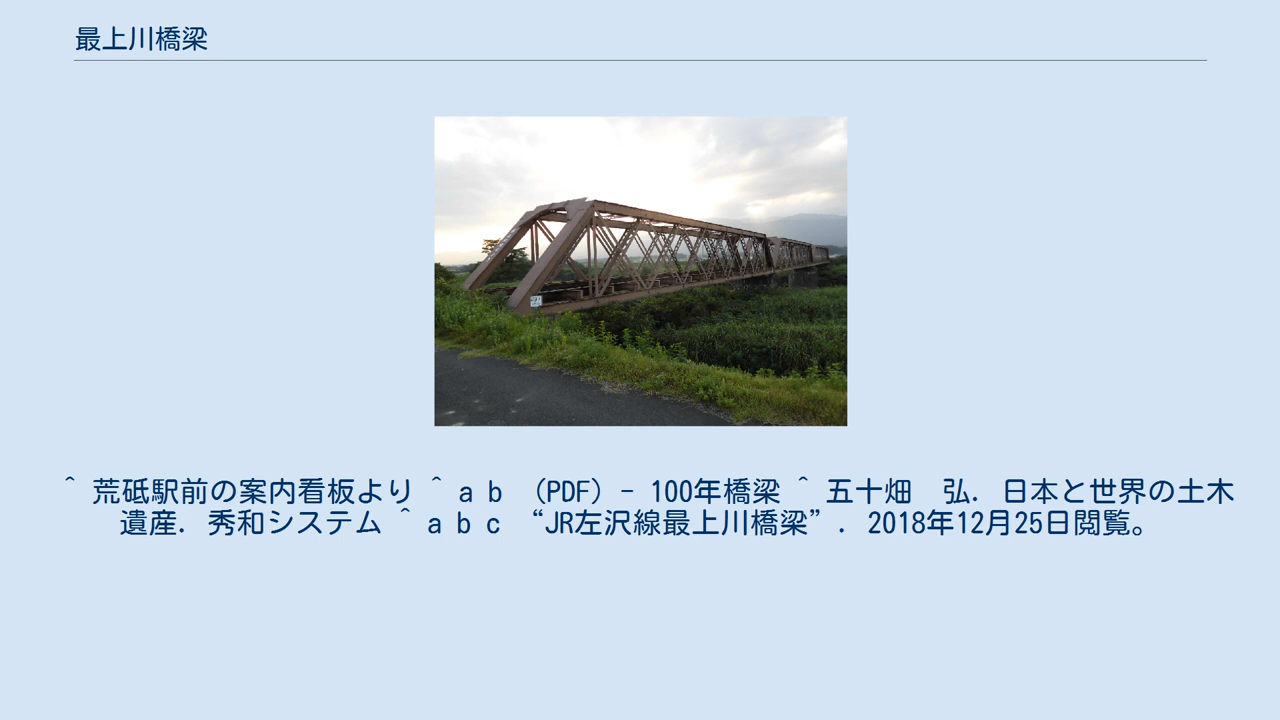 最上川橋梁
^ 荒砥駅前の案内看板より ^ a b （PDF）- 100年橋梁 ^ 五十畑　弘. 日本と世界の土木
遺産. 秀和システム ^ a b c “JR左沢線最上川橋梁”. 2018年12月25日閲覧。